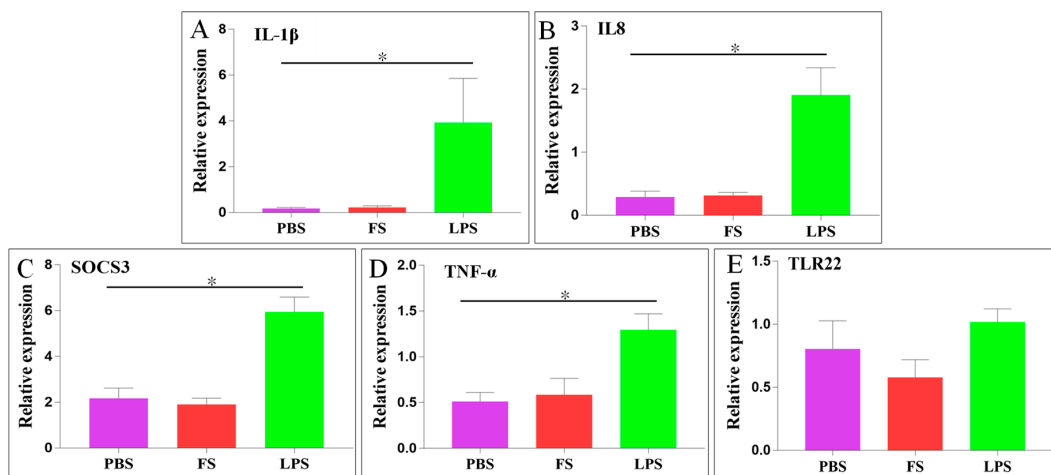 A
IL-1β
*
Relative expression
8
6
4
2
0
PBS FS LPS
B
IL8
*
Relative expression
3
2
1
0
PBS FS LPS
C
SOCS3
*
Relative expression
8
6
4
2
0
PBS FS LPS
D
TNF-α
*
Relative expression
2.0
1.5
1.0
0.5
0.0
PBS FS LPS
E
TLR22
Relative expression
1.5
1.0
0.5
0.0
PBS FS LPS